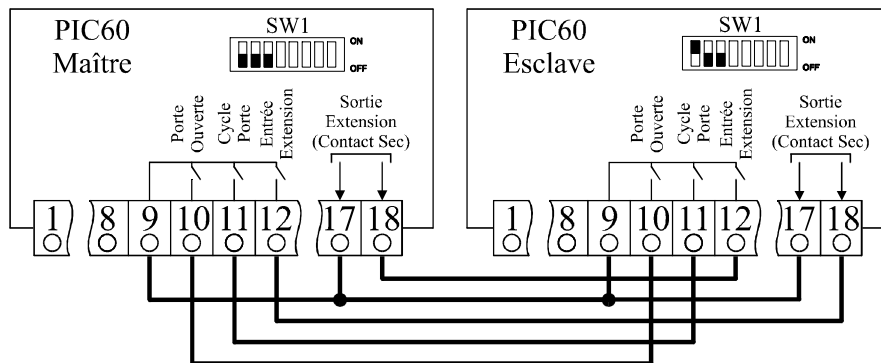 PIC60
Maître
SW1
ON
OFF
Porte
Ouverte
Cycle
Porte
Entrée
Extension
Sortie
Extension
(Contact Sec)
1 8 9 10 11 12 17 18
PIC60
Esclave
SW1
ON
OFF
Porte
Ouverte
Cycle
Porte
Entrée
Extension
Sortie
Extension
(Contact Sec)
1 8 9 10 11 12 17 18